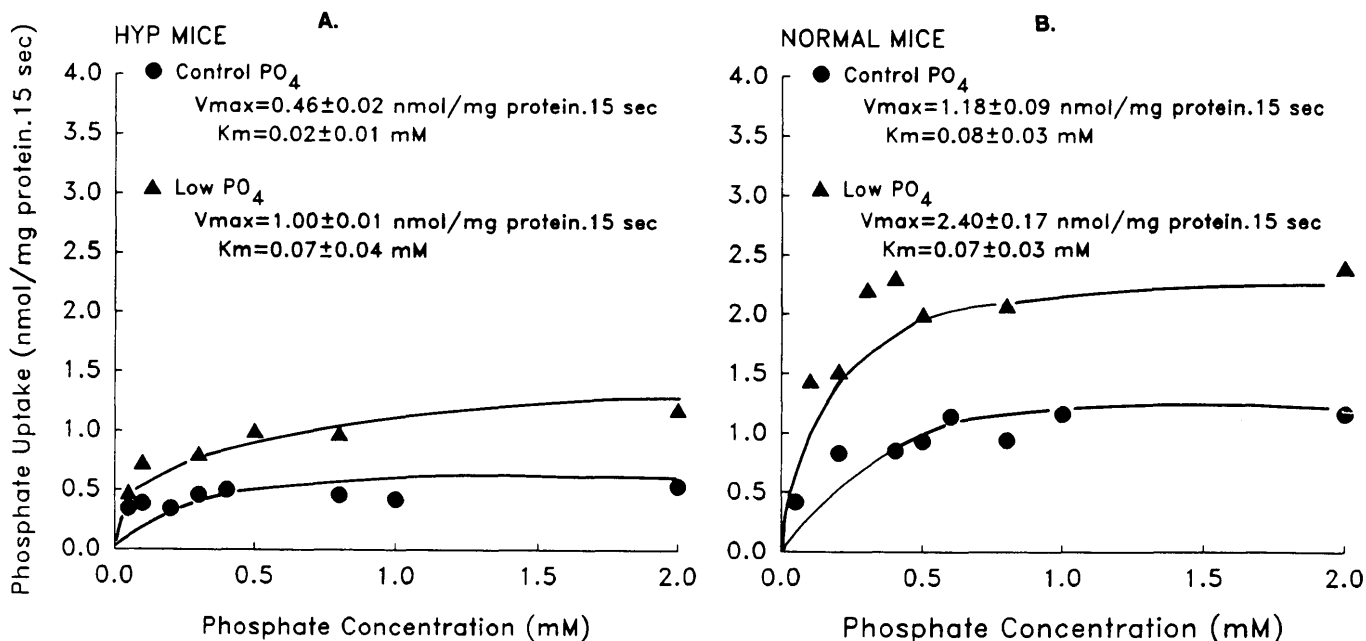 A.
HYP MICE
Phosphate Uptake (nmol/mg protein.15 sec)
4.0
3.5
3.0
2.5
2.0
1.5
1.0
0.5
0.0
● Control PO4
Vmax=0.46±0.02 nmol/mg protein.15 sec
Km=0.02±0.01 mM
▲ Low PO4
Vmax=1.00±0.01 nmol/mg protein.15 sec
Km=0.07±0.04 mM
0.0 0.5 1.0 1.5 2.0
Phosphate Concentration (mM)
B.
NORMAL MICE
4.0
3.5
3.0
2.5
2.0
1.5
1.0
0.5
0.0
● Control PO4
Vmax=1.18±0.09 nmol/mg protein.15 sec
Km=0.08±0.03 mM
▲ Low PO4
Vmax=2.40±0.17 nmol/mg protein.15 sec
Km=0.07±0.03 mM
0.0 0.5 1.0 1.5 2.0
Phosphate Concentration (mM)